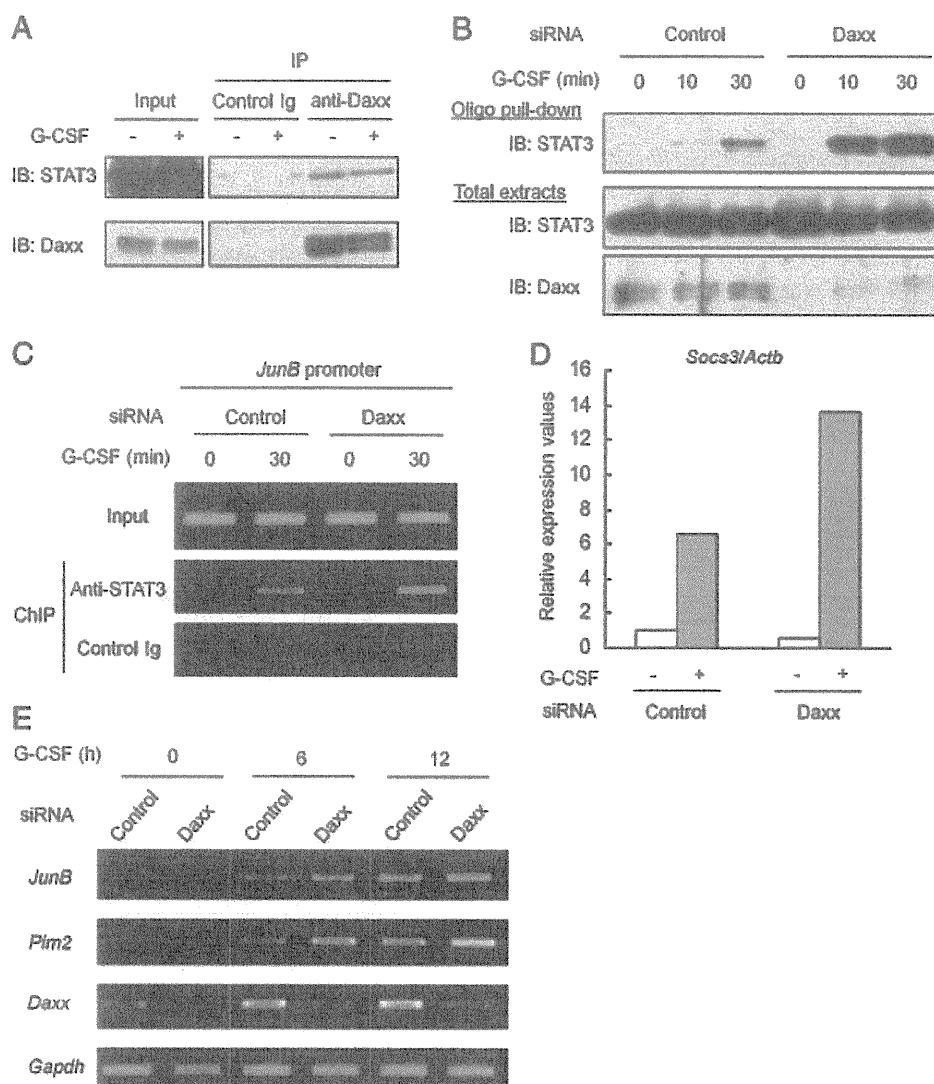 A
IP
Input Control Ig anti-Daxx
G-CSF - + - + - +
IB: STAT3
IB: Daxx
B
siRNA Control Daxx
G-CSF (min) 0 10 30 0 10 30
Oligo pull-down
IB: STAT3
Total extracts
IB: STAT3
IB: Daxx
C
JunB promoter
siRNA Control Daxx
G-CSF (min) 0 30 0 30
Input
ChIP
Anti-STAT3
Control Ig
D
Socs3/Actb
Relative expression values
16
14
12
10
8
6
4
2
0
G-CSF - + - +
siRNA Control Daxx
E
G-CSF (h) 0 6 12
siRNA Control Daxx Control Daxx Control Daxx
JunB
Pim2
Daxx
Gapdh